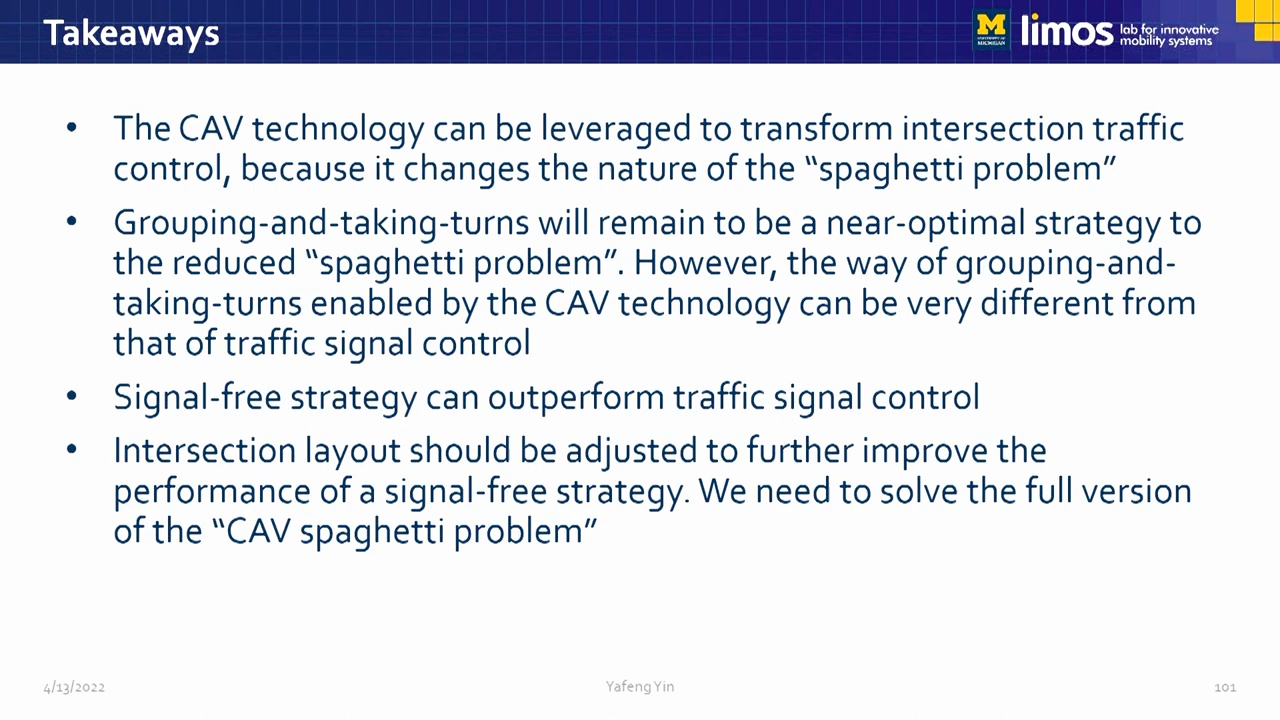 Takeaways
M
UNIVERSITY OF
MICHIGAN
limos
lab for innovative
mobility systems
• The CAV technology can be leveraged to transform intersection traffic
control, because it changes the nature of the “spaghetti problem”
• Grouping-and-taking-turns will remain to be a near-optimal strategy to
the reduced “spaghetti problem”. However, the way of grouping-and-
taking-turns enabled by the CAV technology can be very different from
that of traffic signal control
• Signal-free strategy can outperform traffic signal control
• Intersection layout should be adjusted to further improve the
performance of a signal-free strategy. We need to solve the full version
of the “CAV spaghetti problem”
4/13/2022
Yafeng Yin
101